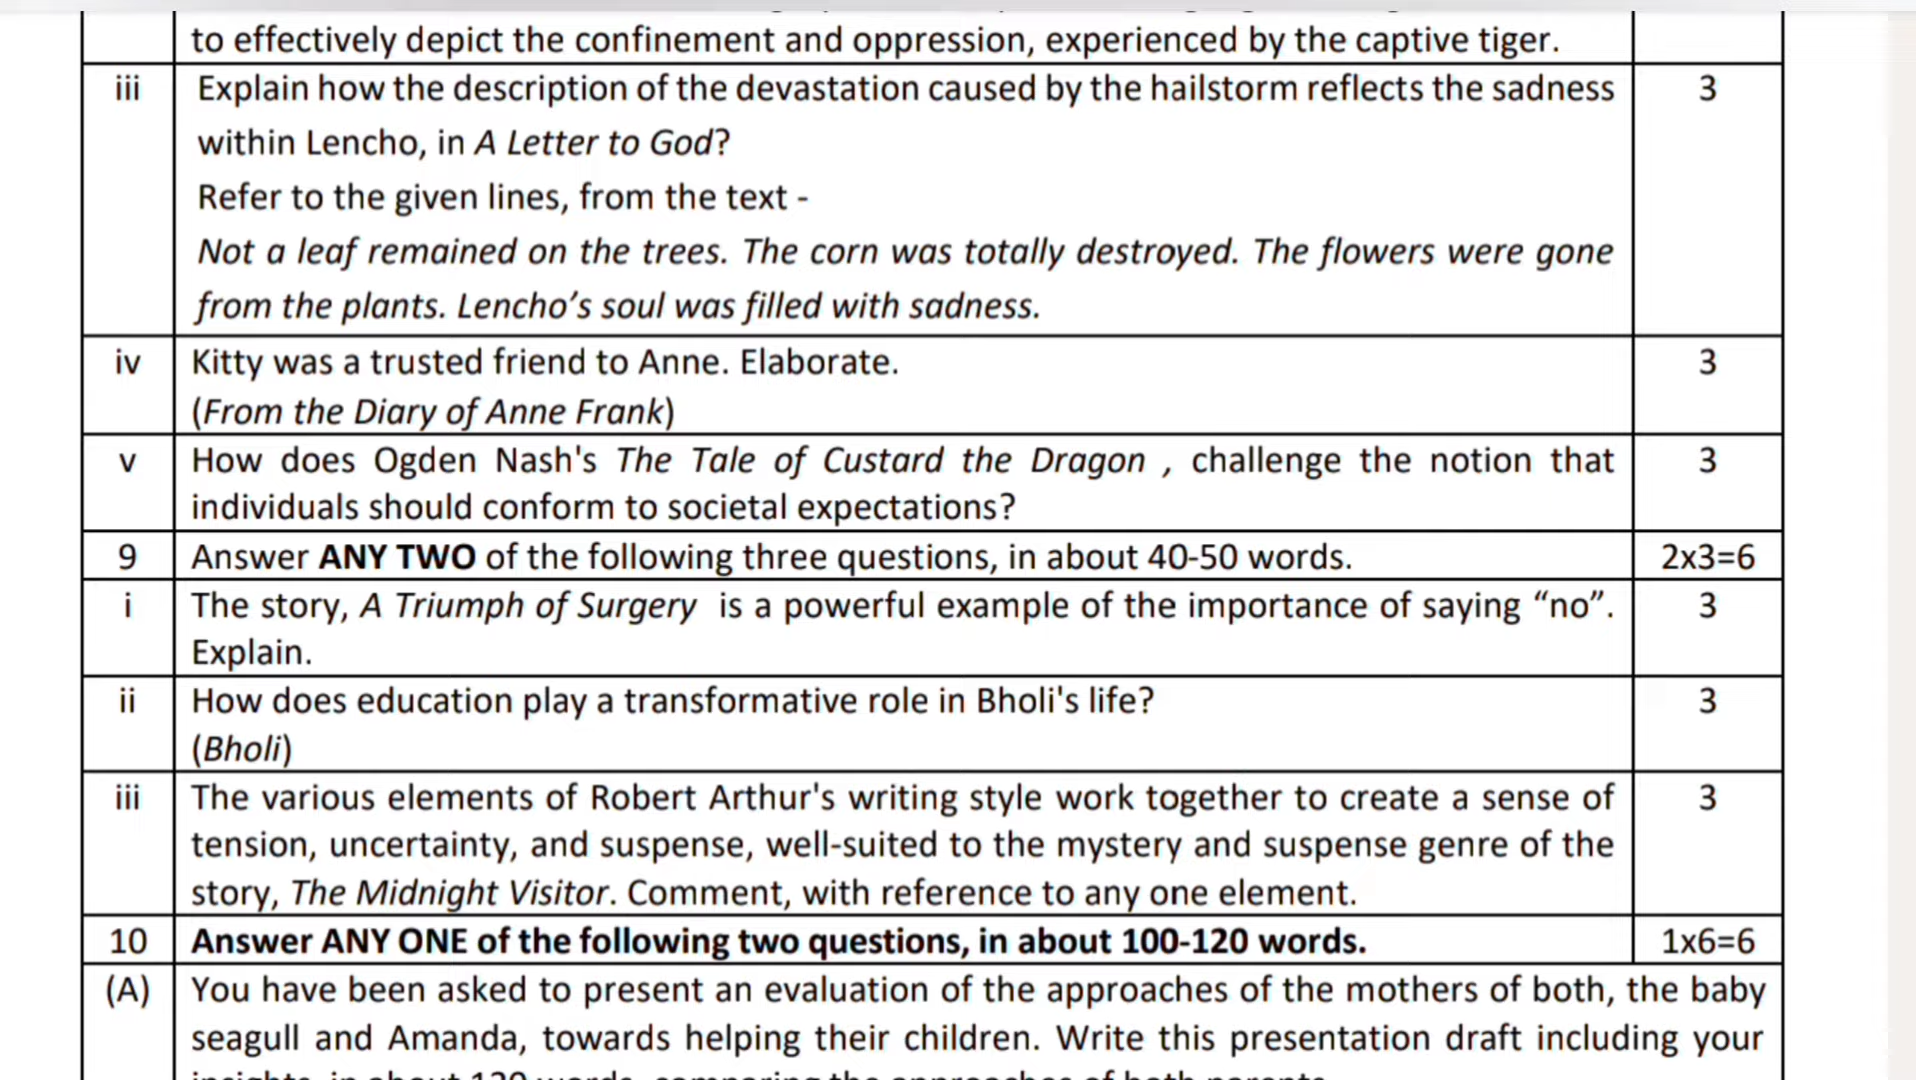 to effectively depict the confinement and oppression, experienced by the captive tiger.
iii Explain how the description of the devastation caused by the hailstorm reflects the sadness 3
within Lencho, in A Letter to God?
Refer to the given lines, from the text -
Not a leaf remained on the trees. The corn was totally destroyed. The flowers were gone
from the plants. Lencho’s soul was filled with sadness.
iv Kitty was a trusted friend to Anne. Elaborate. 3
(From the Diary of Anne Frank)
v How does Ogden Nash's The Tale of Custard the Dragon , challenge the notion that 3
individuals should conform to societal expectations?
9 Answer ANY TWO of the following three questions, in about 40-50 words. 2x3=6
i The story, A Triumph of Surgery is a powerful example of the importance of saying “no”. 3
Explain.
ii How does education play a transformative role in Bholi's life? 3
(Bholi)
iii The various elements of Robert Arthur's writing style work together to create a sense of 3
tension, uncertainty, and suspense, well-suited to the mystery and suspense genre of the
story, The Midnight Visitor. Comment, with reference to any one element.
10 Answer ANY ONE of the following two questions, in about 100-120 words. 1x6=6
(A) You have been asked to present an evaluation of the approaches of the mothers of both, the baby
seagull and Amanda, towards helping their children. Write this presentation draft including your
insights, in about 120 words, comparing the approaches of both parents.